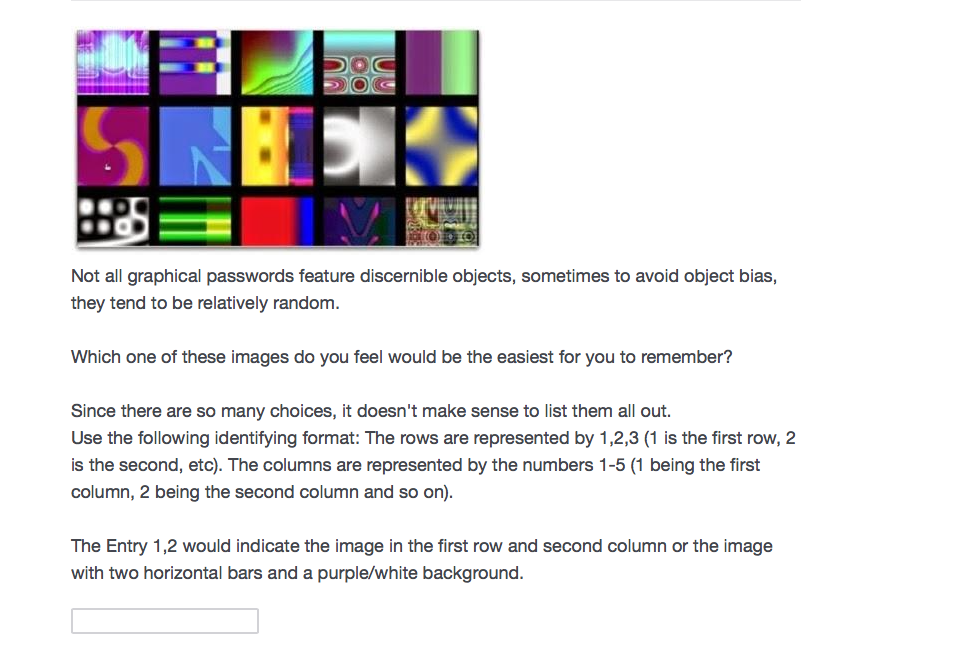 Not all graphical passwords feature discernible objects, sometimes to avoid object bias,
they tend to be relatively random.
Which one of these images do you feel would be the easiest for you to remember?
Since there are so many choices, it doesn't make sense to list them all out.
Use the following identifying format: The rows are represented by 1,2,3 (1 is the first row, 2
is the second, etc). The columns are represented by the numbers 1-5 (1 being the first
column, 2 being the second column and so on).
The Entry 1,2 would indicate the image in the first row and second column or the image
with two horizontal bars and a purple/white background.